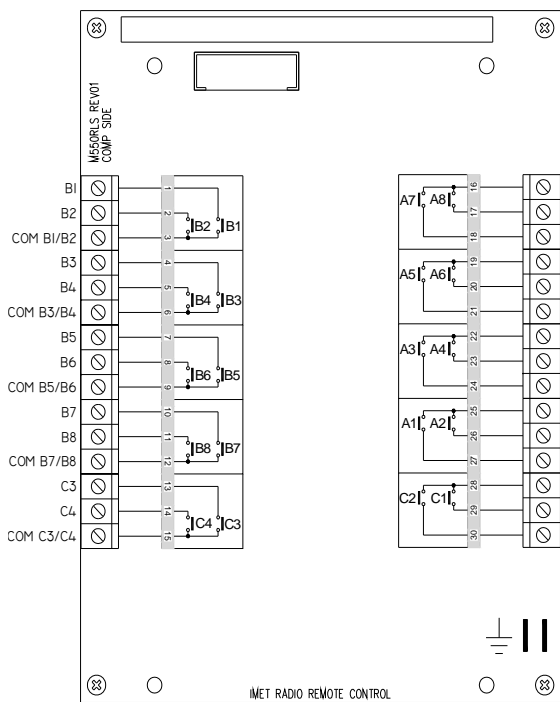 M550RLS REV01
COMP SIDE
B1
B2
COM B1/B2
B3
B4
COM B3/B4
B5
B6
COM B5/B6
B7
B8
COM B7/B8
C3
C4
COM C3/C4
1
2
3
4
5
6
7
8
9
10
11
12
13
14
15
B2 B1
B4 B3
B6 B5
B8 B7
C4 C3
A7 A8
A5 A6
A3 A4
A1 A2
C2 C1
16
17
18
19
20
21
22
23
24
25
26
27
28
29
30
IMET RADIO REMOTE CONTROL